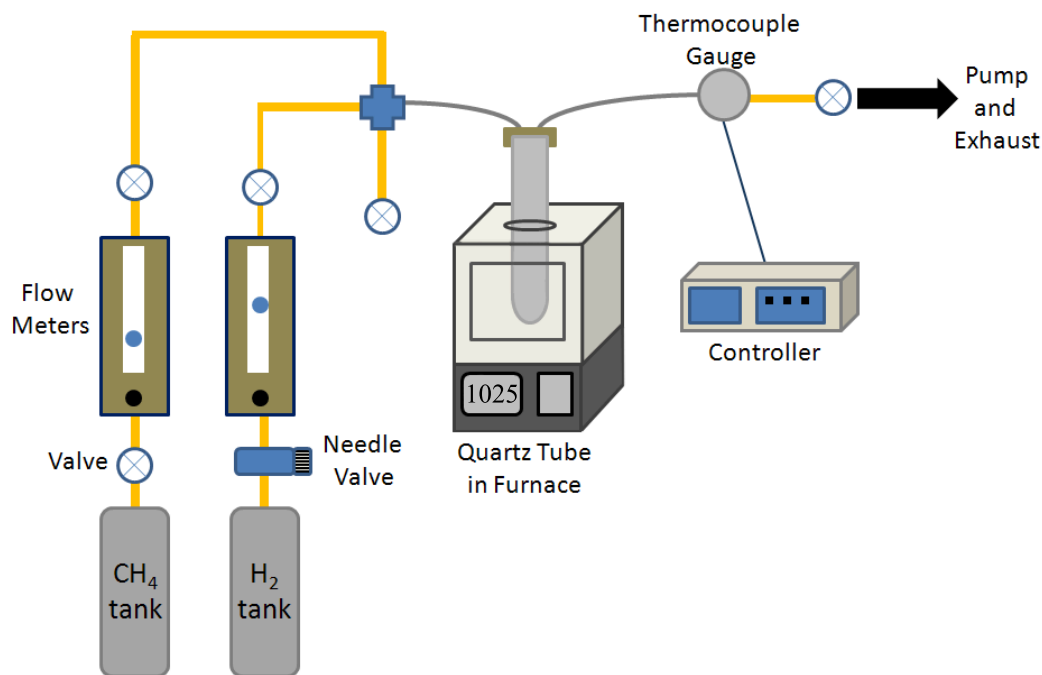 Thermocouple
Gauge
Pump
and
Exhaust
Flow
Meters
Controller
1025
Valve
Needle
Valve
Quartz Tube
in Furnace
CH₄
tank
H₂
tank